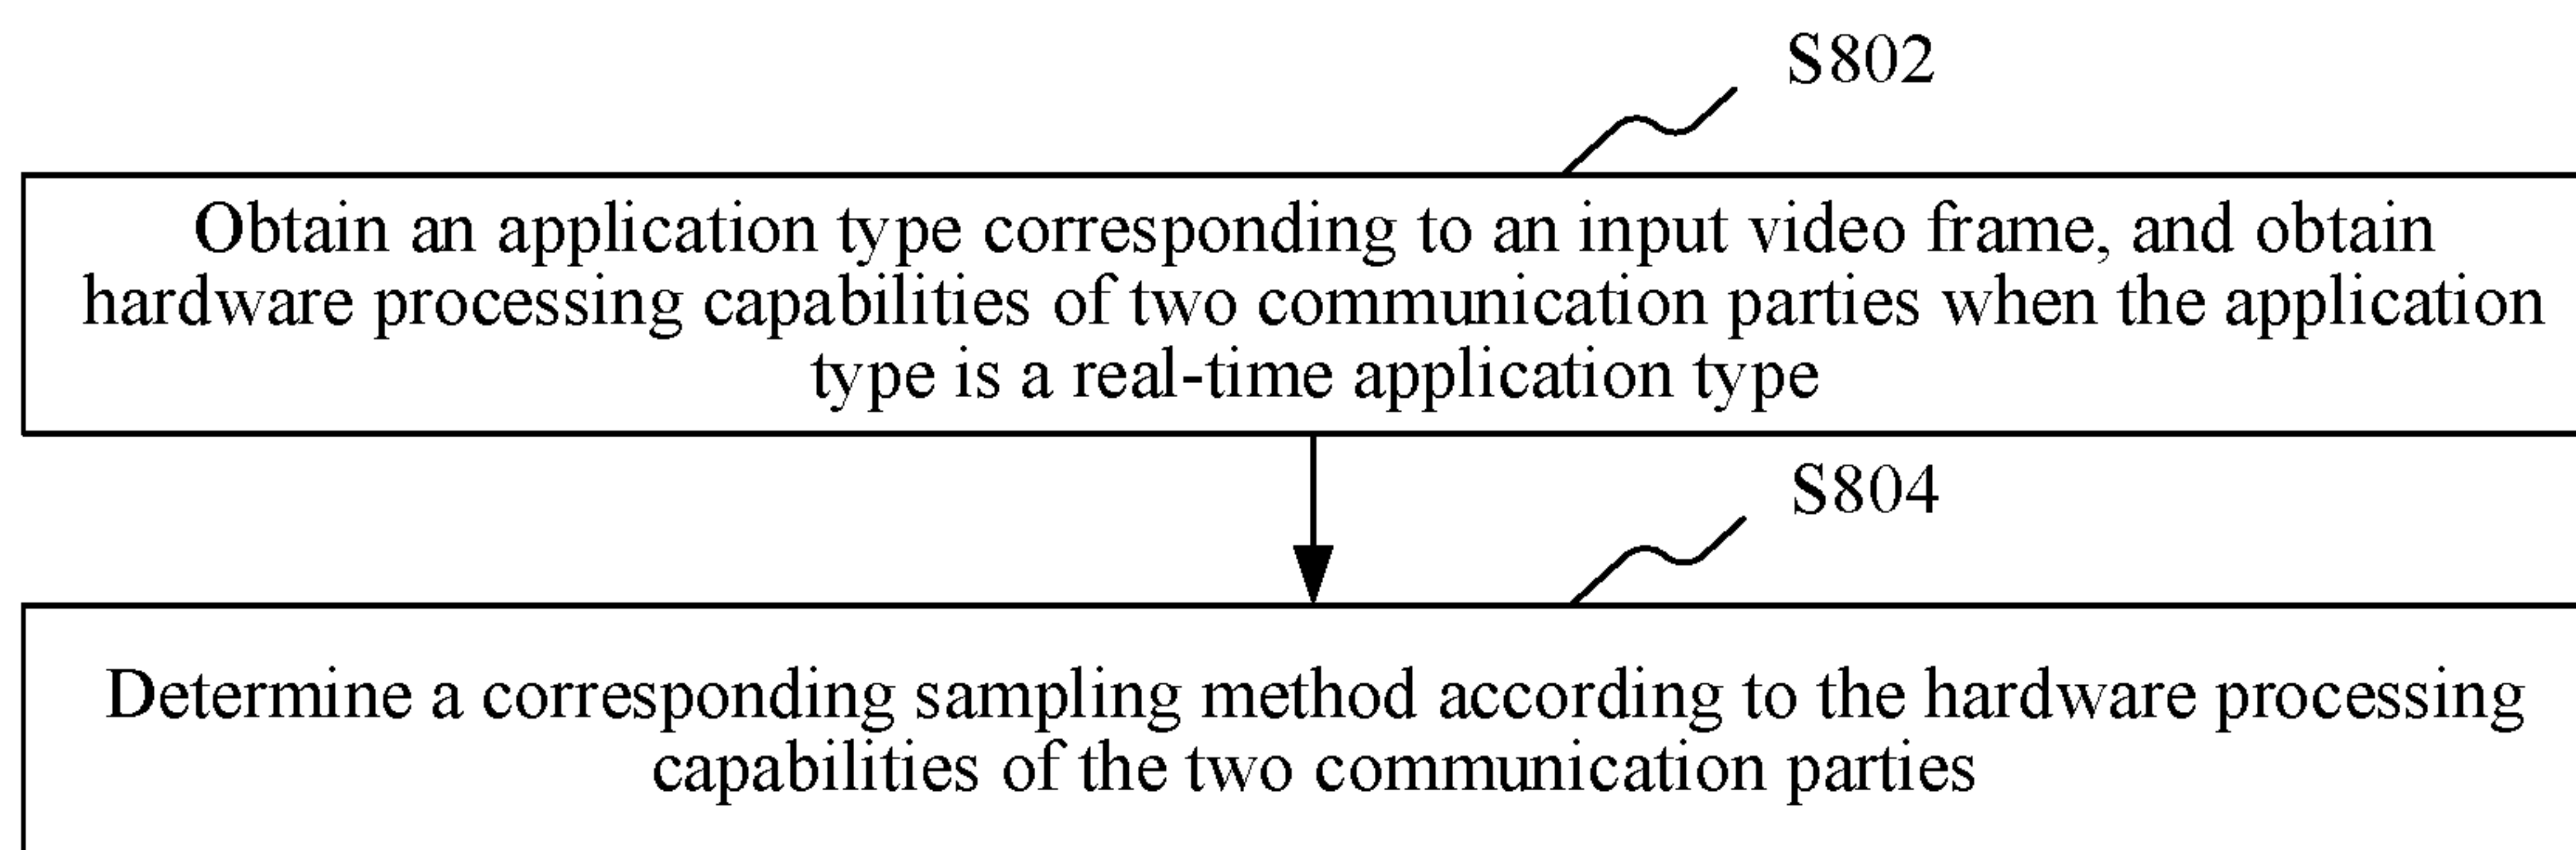 S802
Obtain an application type corresponding to an input video frame, and obtain
hardware processing capabilities of two communication parties when the application
type is a real-time application type
S804
Determine a corresponding sampling method according to the hardware processing
capabilities of the two communication parties